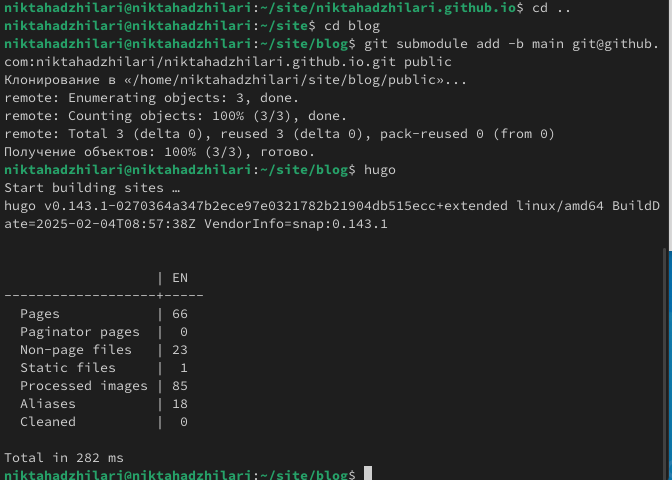 niktahadzhilari@niktahadzhilari:~/site/niktahadzhilari.github.io$ cd ..
niktahadzhilari@niktahadzhilari:~/site$ cd blog
niktahadzhilari@niktahadzhilari:~/site/blog$ git submodule add -b main git@github.
com:niktahadzhilari/niktahadzhilari.github.io.git public
Клонирование в «/home/niktahadzhilari/site/blog/public»...
remote: Enumerating objects: 3, done.
remote: Counting objects: 100% (3/3), done.
remote: Total 3 (delta 0), reused 3 (delta 0), pack-reused 0 (from 0)
Получение объектов: 100% (3/3), готово.
niktahadzhilari@niktahadzhilari:~/site/blog$ hugo
Start building sites …
hugo v0.143.1-0270364a347b2ece97e0321782b21904db515ecc+extended linux/amd64 BuildD
ate=2025-02-04T08:57:38Z VendorInfo=snap:0.143.1
                   | EN
-------------------+-----
  Pages            | 66
  Paginator pages  |  0
  Non-page files   | 23
  Static files     |  1
  Processed images | 85
  Aliases          | 18
  Cleaned          |  0
Total in 282 ms
niktahadzhilari@niktahadzhilari:~/site/blog$